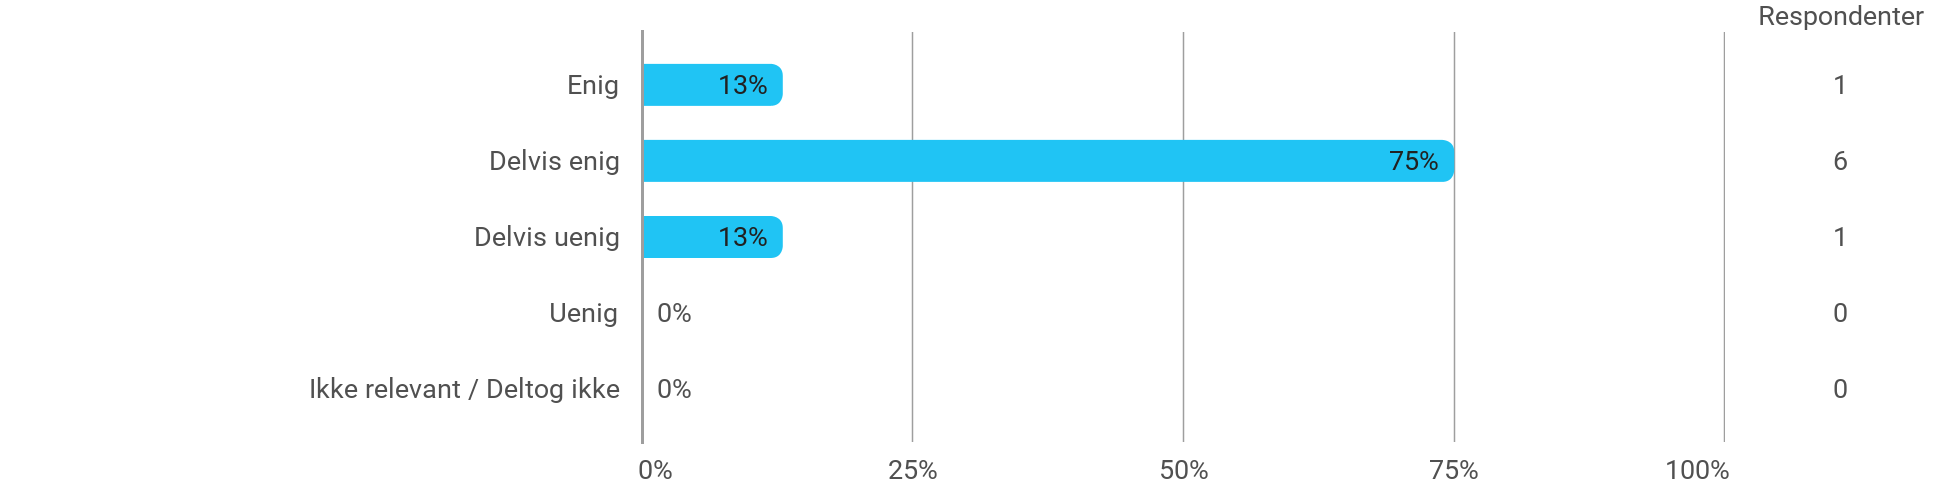 Respondenter
Enig 13% 1
Delvis enig 75% 6
Delvis uenig 13% 1
Uenig 0% 0
Ikke relevant / Deltog ikke 0% 0
0% 25% 50% 75% 100%